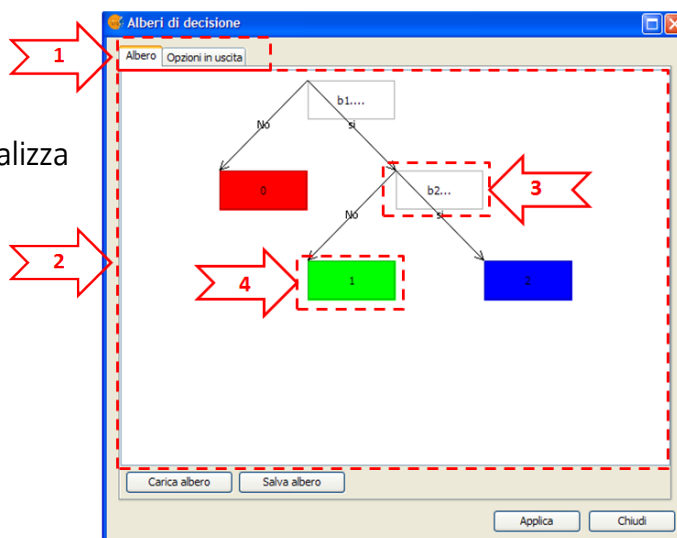 Alberi di decisione
1
Albero Opzioni in uscita
b1....
No si
alizza
0 b2... 3
No si
2
4 1 2
Carica albero Salva albero
Applica Chiudi